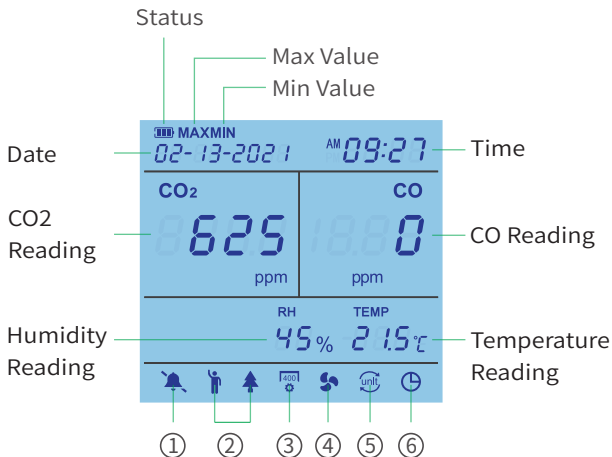 Status
Max Value
Min Value
MAXMIN
Date
02-13-2021
AM 09:27
Time
CO2
CO
CO2
Reading
625
0
CO Reading
ppm
ppm
RH
TEMP
Humidity
Reading
45%
21.5℃
Temperature
Reading
400
unit
①
②
③
④
⑤
⑥